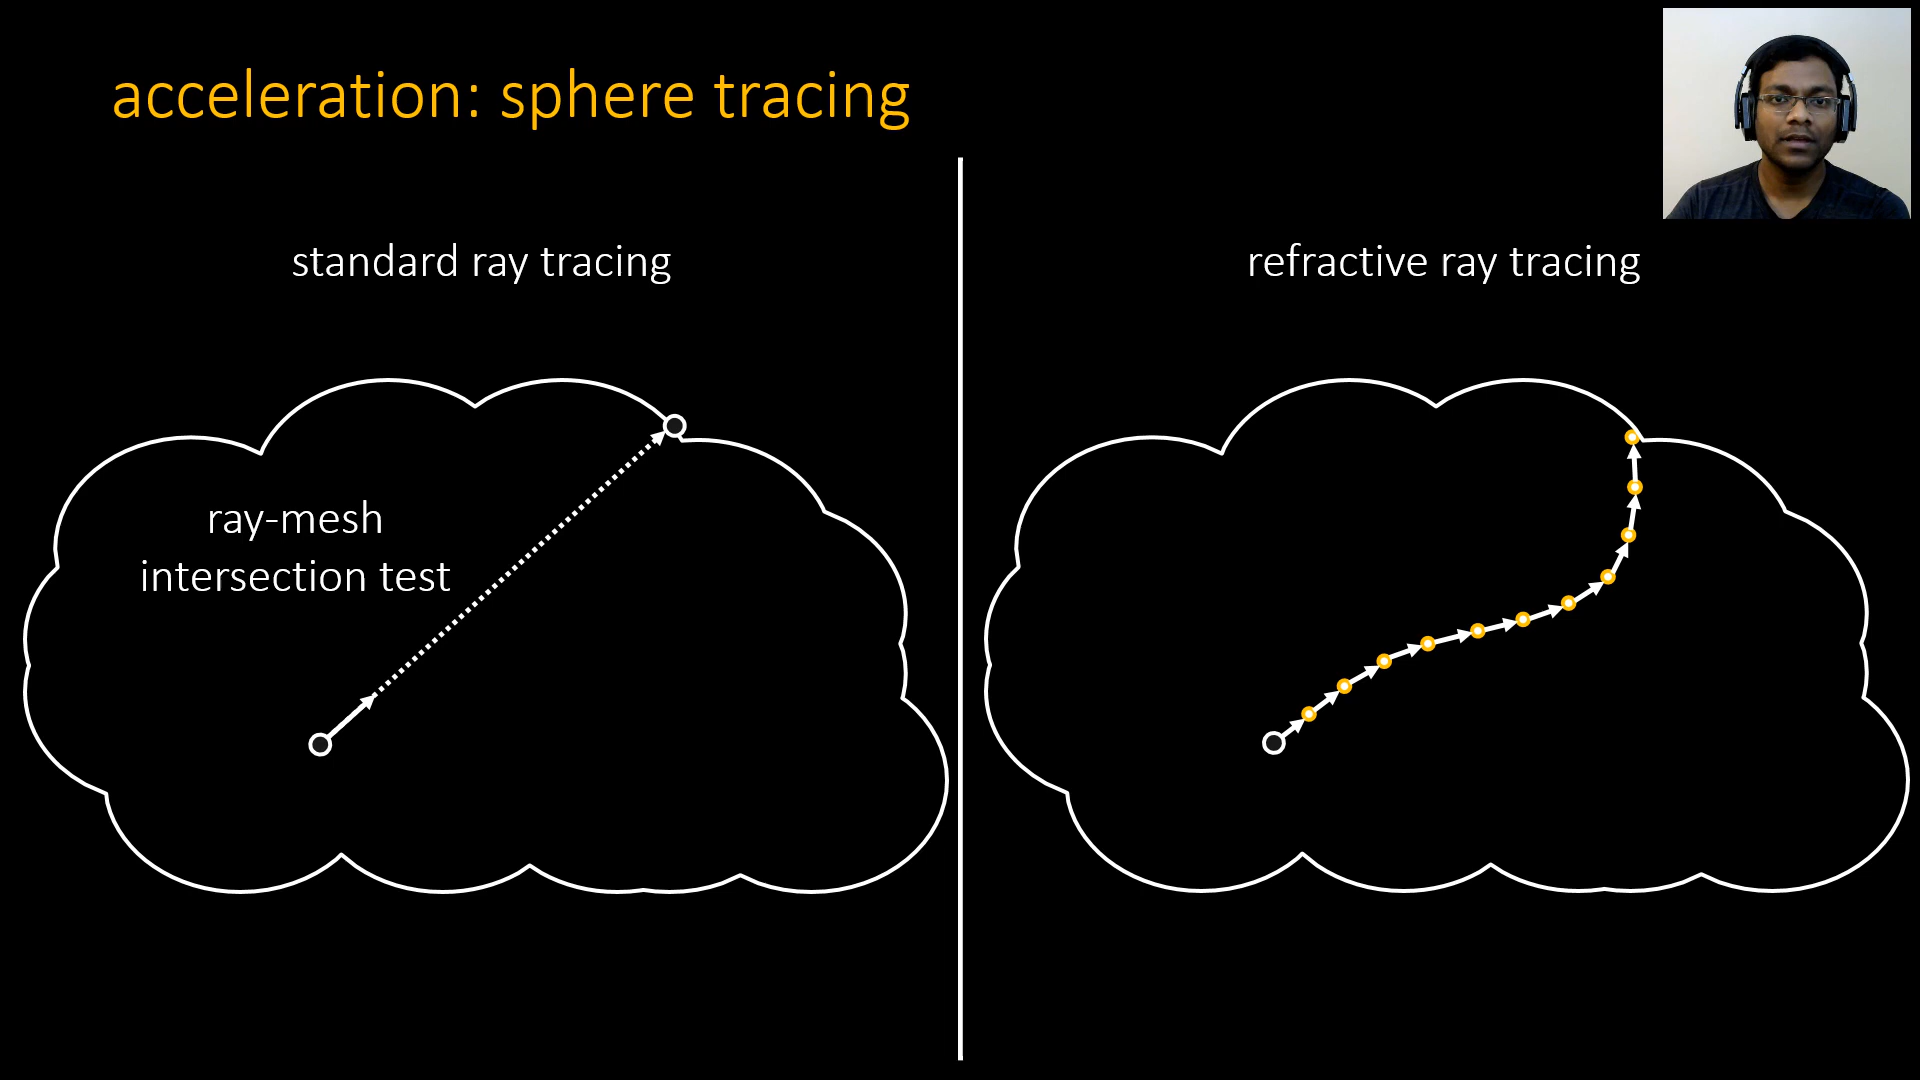 acceleration: sphere tracing
standard ray tracing
refractive ray tracing
ray-mesh
intersection test